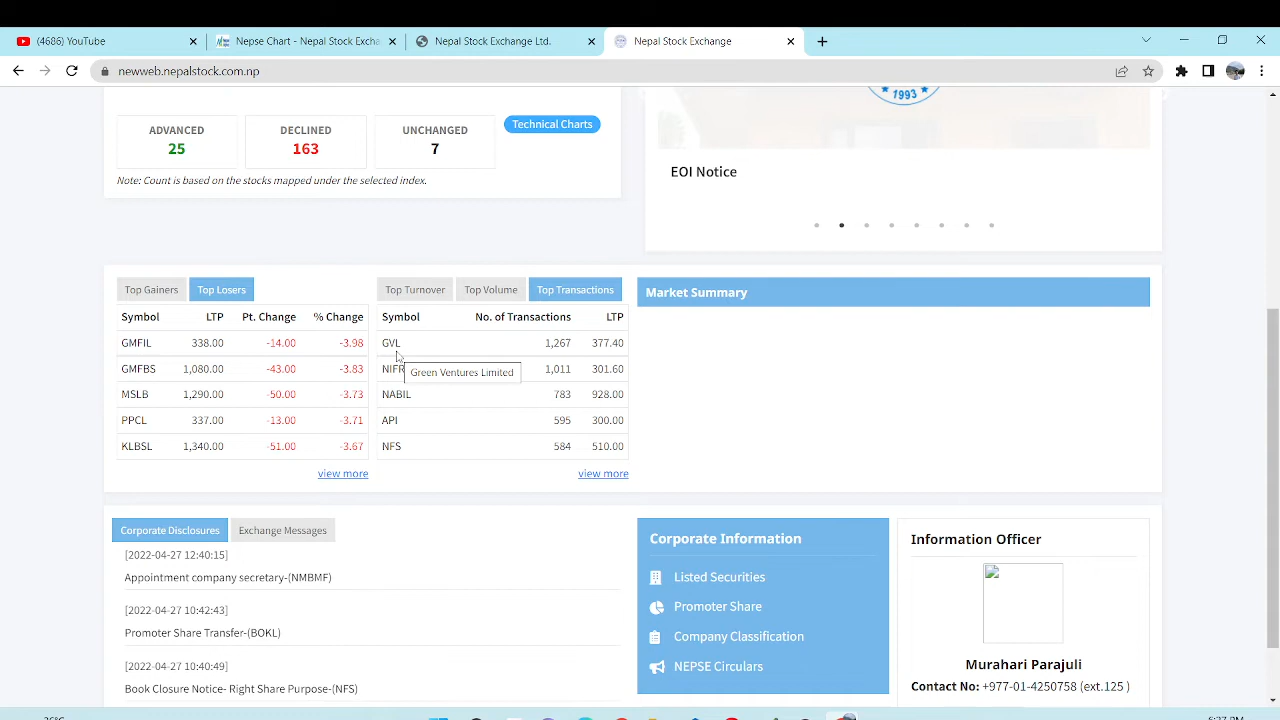 (4686) YouTube
Nepse Chart - Nepal Stock Excha
Nepal Stock Exchange Ltd.
Nepal Stock Exchange
newweb.nepalstock.com.np
1993
ADVANCED DECLINED UNCHANGED Technical Charts
25 163 7
Note: Count is based on the stocks mapped under the selected index.
EOI Notice
Top Gainers Top Losers
Symbol LTP Pt. Change % Change
GMFIL 338.00 -14.00 -3.98
GMFBS 1,080.00 -43.00 -3.83
MSLB 1,290.00 -50.00 -3.73
PPCL 337.00 -13.00 -3.71
KLBSL 1,340.00 -51.00 -3.67
view more
Top Turnover Top Volume Top Transactions
Symbol No. of Transactions LTP
GVL 1,267 377.40
Green Ventures Limited
NIFR 1,011 301.60
NABIL 783 928.00
API 595 300.00
NFS 584 510.00
view more
Market Summary
Corporate Disclosures Exchange Messages
[2022-04-27 12:40:15]
Appointment company secretary-(NMBMF)
[2022-04-27 10:42:43]
Promoter Share Transfer-(BOKL)
[2022-04-27 10:40:49]
Book Closure Notice- Right Share Purpose-(NFS)
Corporate Information
Listed Securities
Promoter Share
Company Classification
NEPSE Circulars
Information Officer
Murahari Parajuli
Contact No: +977-01-4250758 (ext.125 )